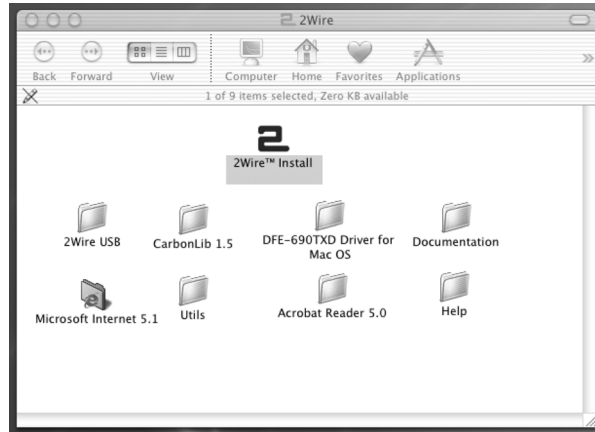 2Wire
Back Forward View Computer Home Favorites Applications
1 of 9 items selected, Zero KB available
2Wire™ Install
2Wire USB CarbonLib 1.5 DFE-690TXD Driver for Mac OS Documentation
Microsoft Internet 5.1 Utils Acrobat Reader 5.0 Help